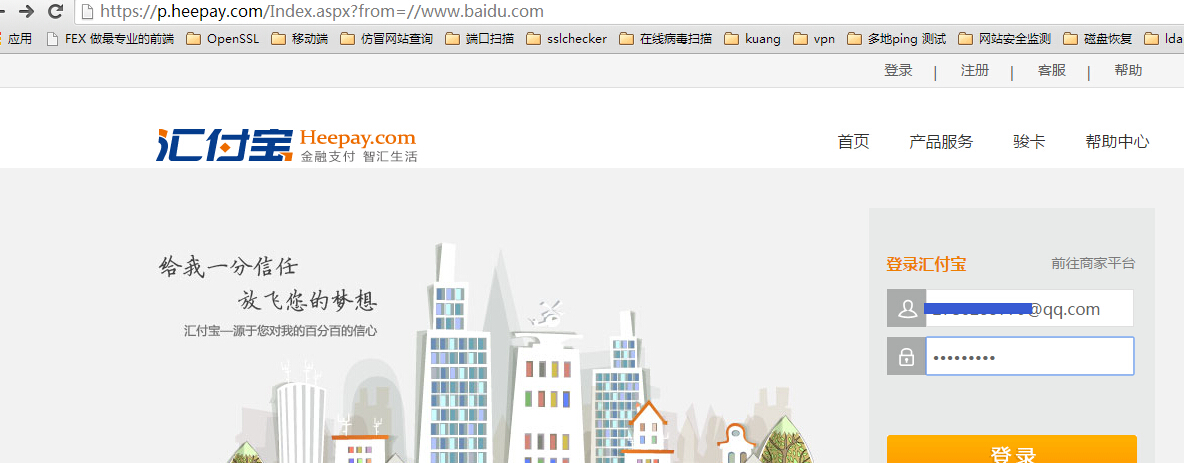 https://p.heepay.com/Index.aspx?from=//www.baidu.com
应用 FEX 做最专业的前端 OpenSSL 移动端 仿冒网站查询 端口扫描 sslchecker 在线病毒扫描 kuang vpn 多地ping 测试 网站安全监测 磁盘恢复 lda
登录 | 注册 | 客服 | 帮助
汇付宝 Heepay.com
金融支付 智汇生活
首页 产品服务 骏卡 帮助中心
给我一分信任
放飞您的梦想
汇付宝—源于您对我的百分百的信心
登录汇付宝 前往商家平台
@qq.com
登录